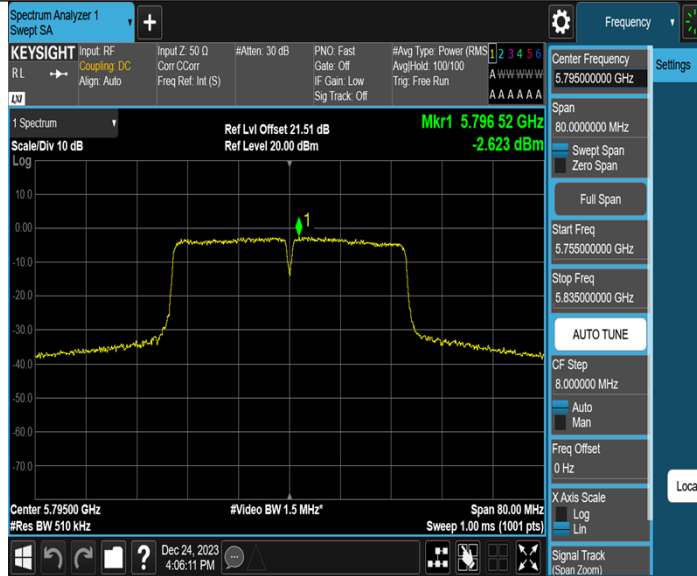 Spectrum Analyzer 1
Swept SA
+
Frequency
KEYSIGHT
RL
LXI
Input: RF
Coupling: DC
Align: Auto
Input Z: 50 Ω
Corr CCorr
Freq Ref: Int (S)
#Atten: 30 dB
PNO: Fast
Gate: Off
IF Gain: Low
Sig Track: Off
#Avg Type: Power (RMS
Avg|Hold: 100/100
Trig: Free Run
1 2 3 4 5 6
A W W W W W
A A A A A A
1 Spectrum
Scale/Div 10 dB
Log
Ref Lvl Offset 21.51 dB
Ref Level 20.00 dBm
Mkr1 5.796 52 GHz
-2.623 dBm
10.0
0.00
-10.0
-20.0
-30.0
-40.0
-50.0
-60.0
-70.0
1
Center 5.79500 GHz
#Res BW 510 kHz
#Video BW 1.5 MHz*
Span 80.00 MHz
Sweep 1.00 ms (1001 pts)
Center Frequency
5.795000000 GHz
Settings
Span
80.0000000 MHz
Swept Span
Zero Span
Full Span
Start Freq
5.755000000 GHz
Stop Freq
5.835000000 GHz
AUTO TUNE
CF Step
8.000000 MHz
Auto
Man
Freq Offset
0 Hz
X Axis Scale
Log
Lin
Loca
Signal Track
(Span Zoom)
?
Dec 24, 2023
4:06:11 PM